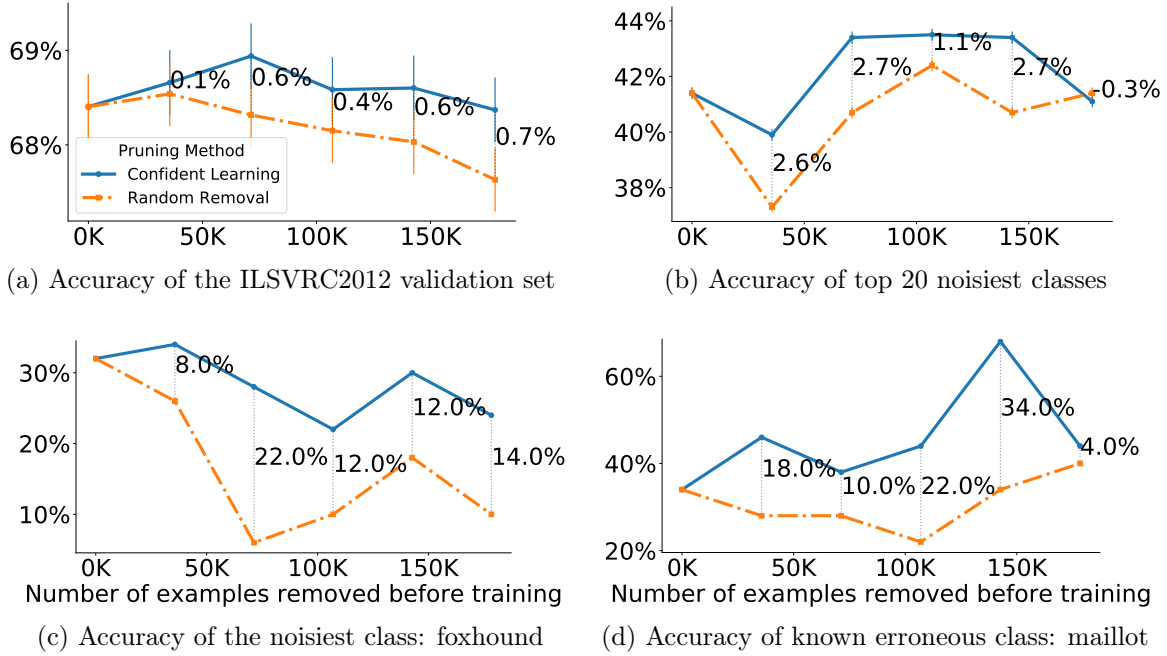 69%
68%
0.1%
0.6%
0.4%
0.6%
0.7%
Pruning Method
Confident Learning
Random Removal
0K
50K
100K
150K
(a) Accuracy of the ILSVRC2012 validation set
44%
42%
40%
38%
2.6%
2.7%
1.1%
2.7%
-0.3%
0K
50K
100K
150K
(b) Accuracy of top 20 noisiest classes
30%
20%
10%
8.0%
22.0%
12.0%
12.0%
14.0%
0K
50K
100K
150K
Number of examples removed before training
(c) Accuracy of the noisiest class: foxhound
60%
40%
20%
18.0%
10.0%
22.0%
34.0%
4.0%
0K
50K
100K
150K
Number of examples removed before training
(d) Accuracy of known erroneous class: maillot